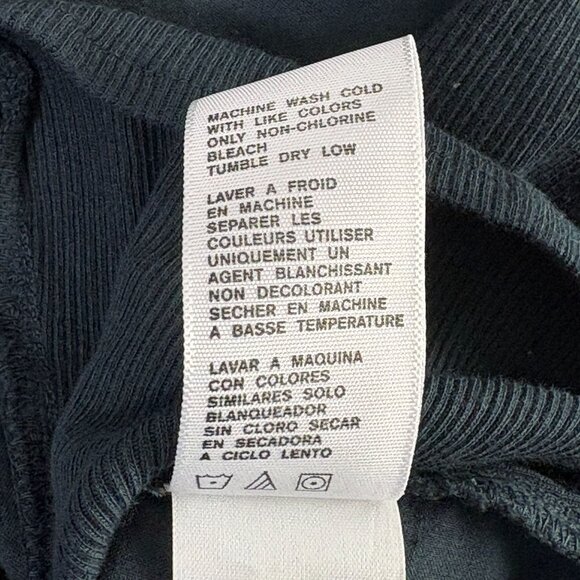 MACHINE WASH COLD
WITH LIKE COLORS
ONLY NON-CHLORINE
BLEACH
TUMBLE DRY LOW
LAVER A FROID
EN MACHINE
SEPARER LES
COULEURS UTILISER
UNIQUEMENT UN
AGENT BLANCHISSANT
NON DECOLORANT
SECHER EN MACHINE
A BASSE TEMPERATURE
LAVAR A MAQUINA
CON COLORES
SIMILARES SOLO
BLANQUEADOR
SIN CLORO SECAR
EN SECADORA
A CICLO LENTO